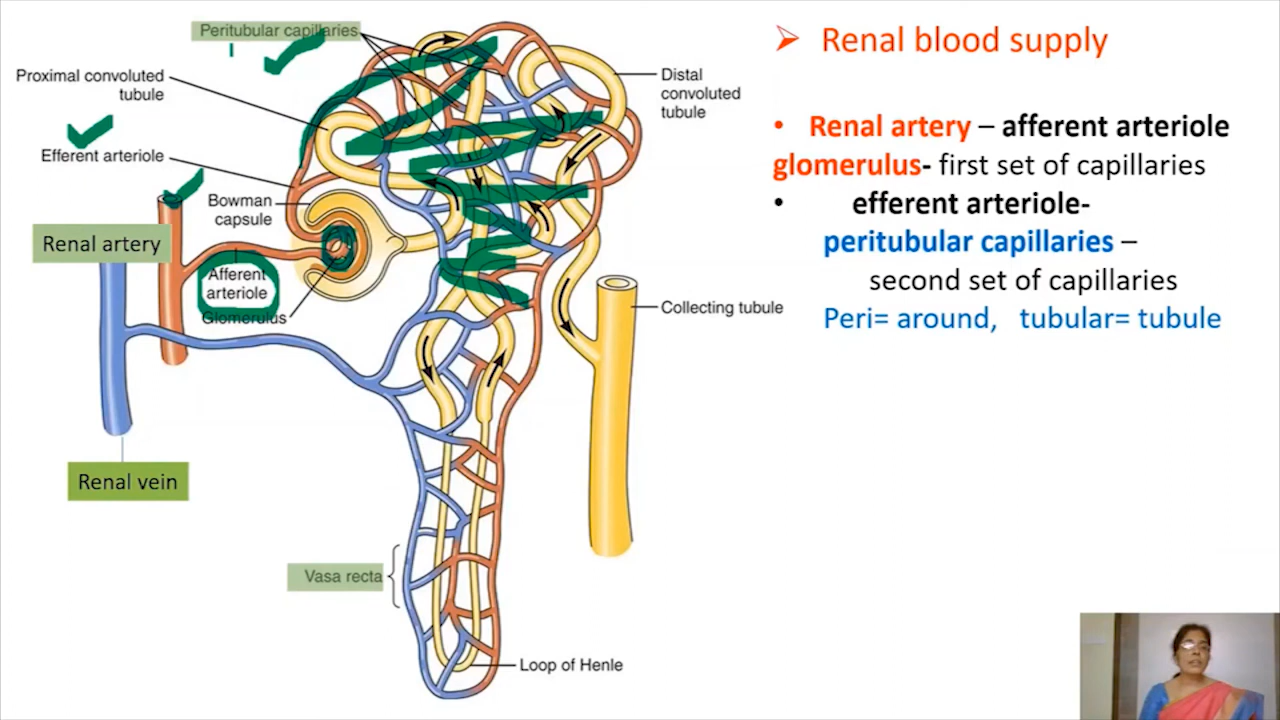 Peritubular capillaries
Proximal convoluted
tubule
Efferent arteriole
Bowman
capsule
Renal artery
Afferent
arteriole
Glomerulus
Renal vein
Vasa recta
Loop of Henle
Distal
convoluted
tubule
Collecting tubule
➢ Renal blood supply
• Renal artery – afferent arteriole
glomerulus- first set of capillaries
• efferent arteriole-
peritubular capillaries –
second set of capillaries
Peri= around, tubular= tubule